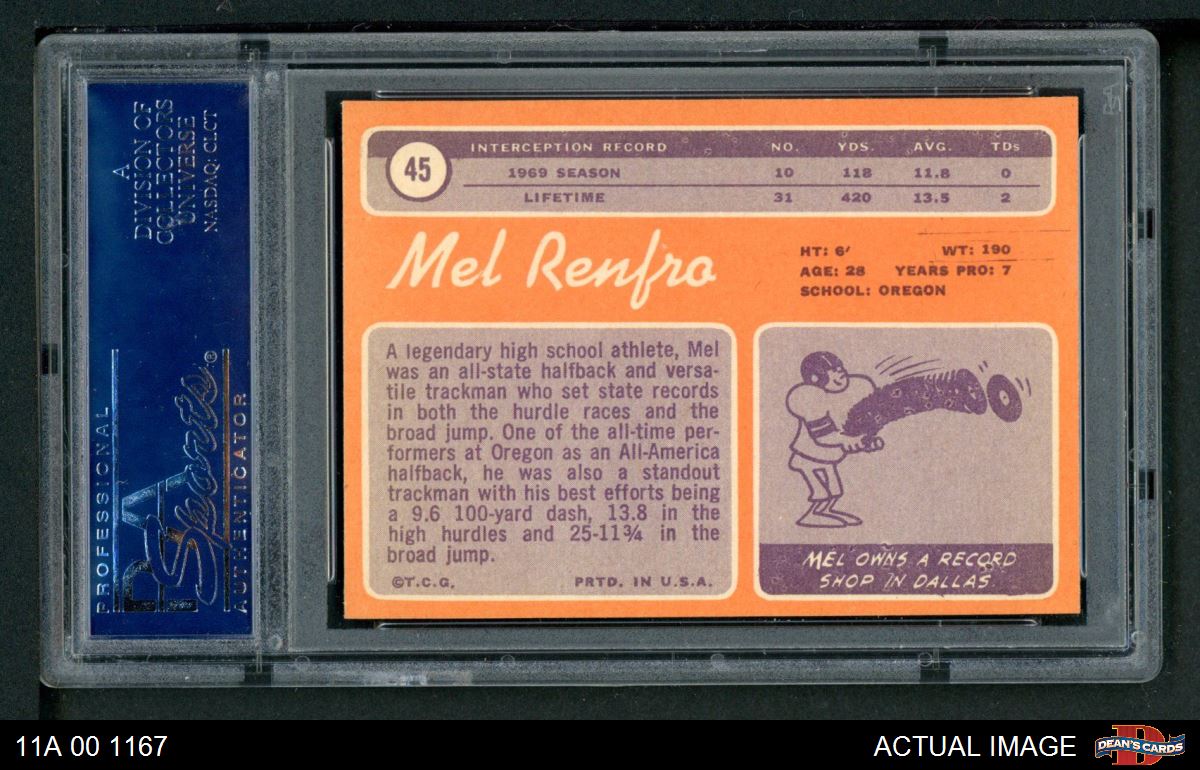 A
DIVISION OF
COLLECTORS
UNIVERSE
NASDAQ: CLCT
PROFESSIONAL
PSA
Sports®
AUTHENTICATOR
45
INTERCEPTION RECORD NO. YDS. AVG. TDs
1969 SEASON 10 118 11.8 0
LIFETIME 31 420 13.5 2
Mel Renfro
HT: 6' WT: 190
AGE: 28 YEARS PRO: 7
SCHOOL: OREGON
A legendary high school athlete, Mel
was an all-state halfback and versa-
tile trackman who set state records
in both the hurdle races and the
broad jump. One of the all-time per-
formers at Oregon as an All-America
halfback, he was also a standout
trackman with his best efforts being
a 9.6 100-yard dash, 13.8 in the
high hurdles and 25-11¾ in the
broad jump.
©T.C.G. PRTD. IN U.S.A.
MEL OWNS A RECORD
SHOP IN DALLAS.
11A 00 1167
ACTUAL IMAGE
D
DEAN'S CARDS